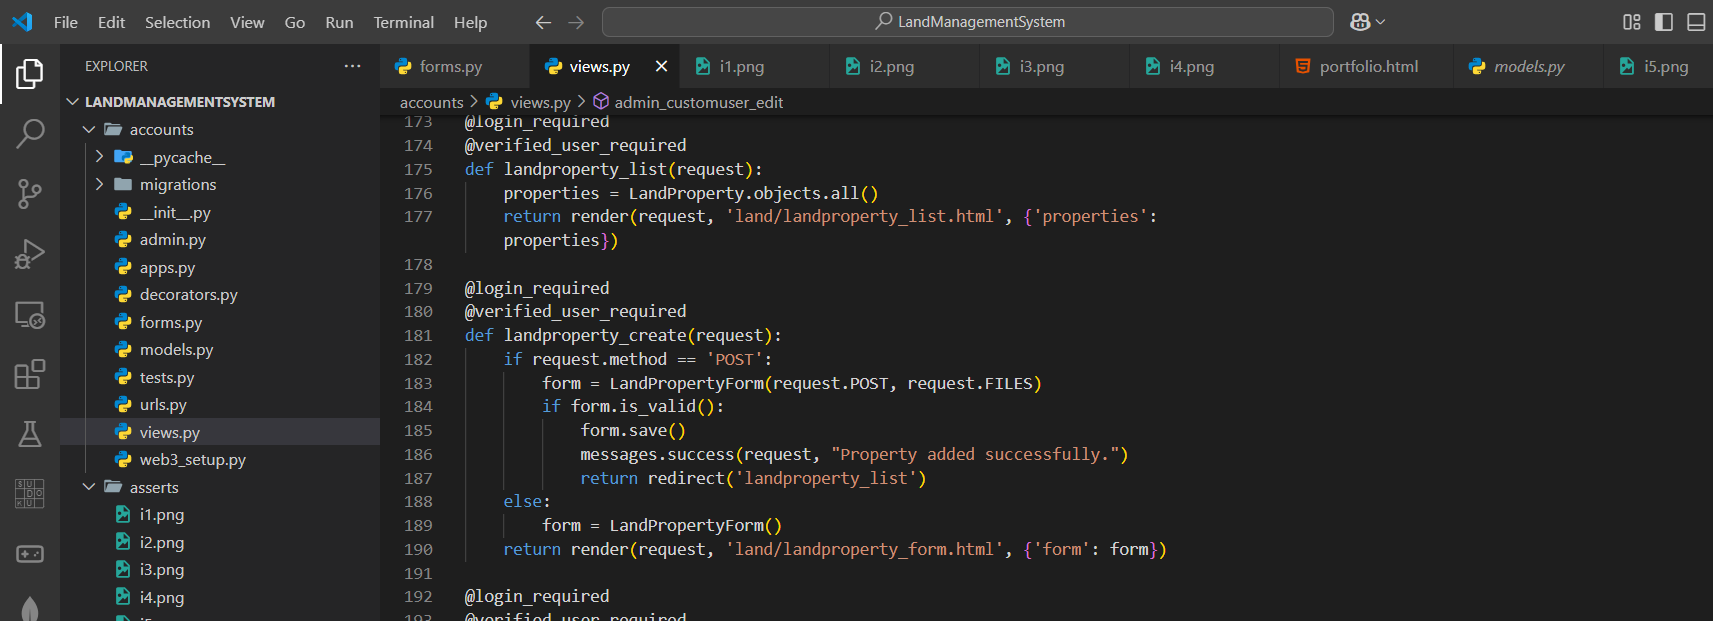 File Edit Selection View Go Run Terminal Help
LandManagementSystem
EXPLORER
LANDMANAGEMENTSYSTEM
accounts
__pycache__
migrations
__init__.py
admin.py
apps.py
decorators.py
forms.py
models.py
tests.py
urls.py
views.py
web3_setup.py
asserts
i1.png
i2.png
i3.png
i4.png
forms.py views.py i1.png i2.png i3.png i4.png portfolio.html models.py i5.png
accounts > views.py > admin_customuser_edit
173 @login_required
174 @verified_user_required
175 def landproperty_list(request):
176 properties = LandProperty.objects.all()
177 return render(request, 'land/landproperty_list.html', {'properties':
properties})
178
179 @login_required
180 @verified_user_required
181 def landproperty_create(request):
182 if request.method == 'POST':
183 form = LandPropertyForm(request.POST, request.FILES)
184 if form.is_valid():
185 form.save()
186 messages.success(request, "Property added successfully.")
187 return redirect('landproperty_list')
188 else:
189 form = LandPropertyForm()
190 return render(request, 'land/landproperty_form.html', {'form': form})
191
192 @login_required
193 @verified_user_required